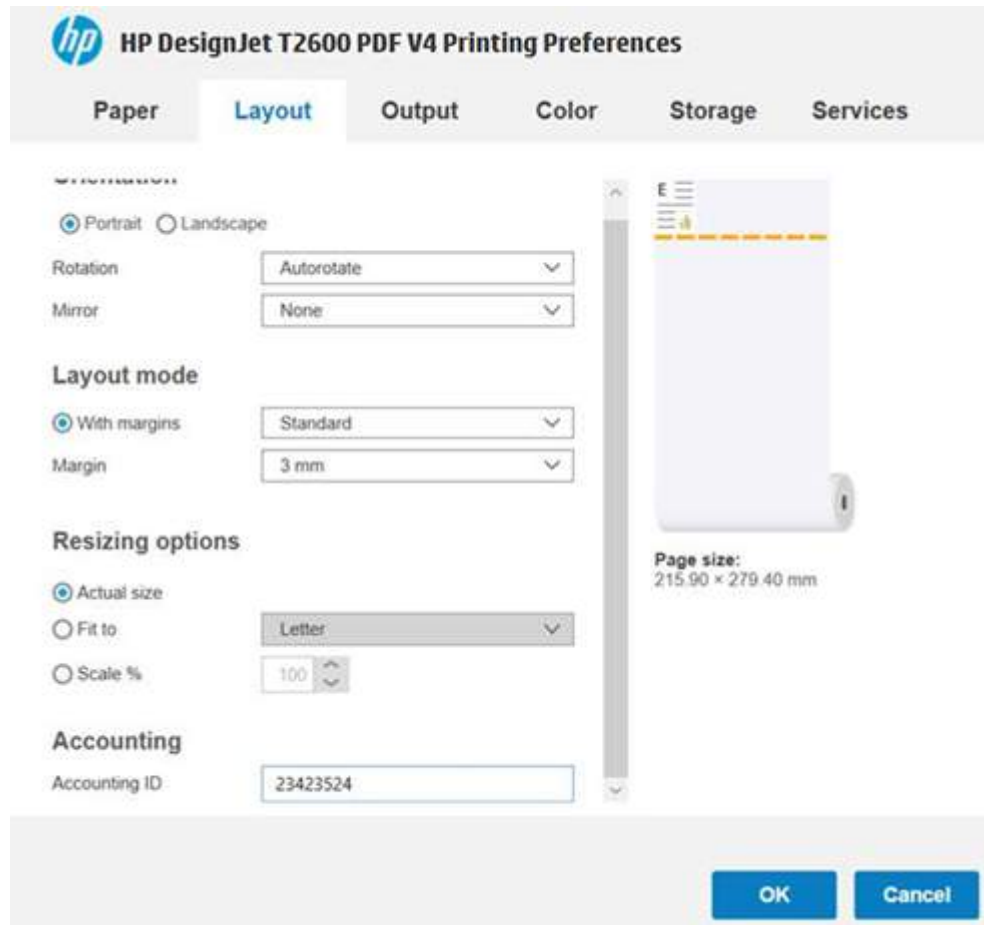 hp HP DesignJet T2600 PDF V4 Printing Preferences
Paper Layout Output Color Storage Services
Orientation
Portrait Landscape
Rotation Autorotate
Mirror None
Layout mode
With margins Standard
Margin 3 mm
Resizing options
Actual size
Fit to Letter
Scale % 100
Accounting
Accounting ID 23423524
E
Page size:
215.90 × 279.40 mm
OK Cancel